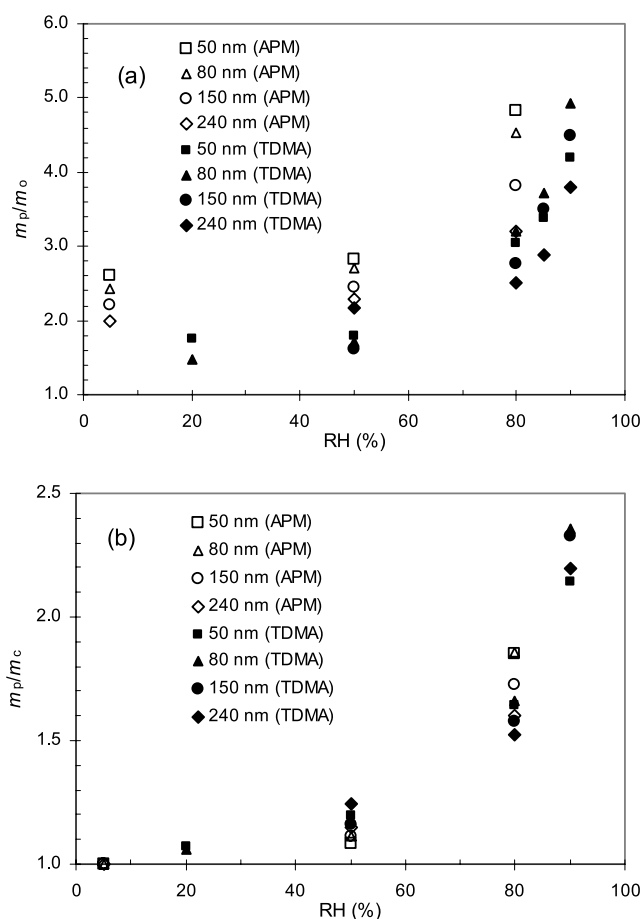 6.0
5.0
4.0
3.0
2.0
1.0
mp/mo
(a)
50 nm (APM)
80 nm (APM)
150 nm (APM)
240 nm (APM)
50 nm (TDMA)
80 nm (TDMA)
150 nm (TDMA)
240 nm (TDMA)
0 20 40 60 80 100
RH (%)
2.5
2.0
1.5
1.0
mp/mc
(b)
50 nm (APM)
80 nm (APM)
150 nm (APM)
240 nm (APM)
50 nm (TDMA)
80 nm (TDMA)
150 nm (TDMA)
240 nm (TDMA)
0 20 40 60 80 100
RH (%)